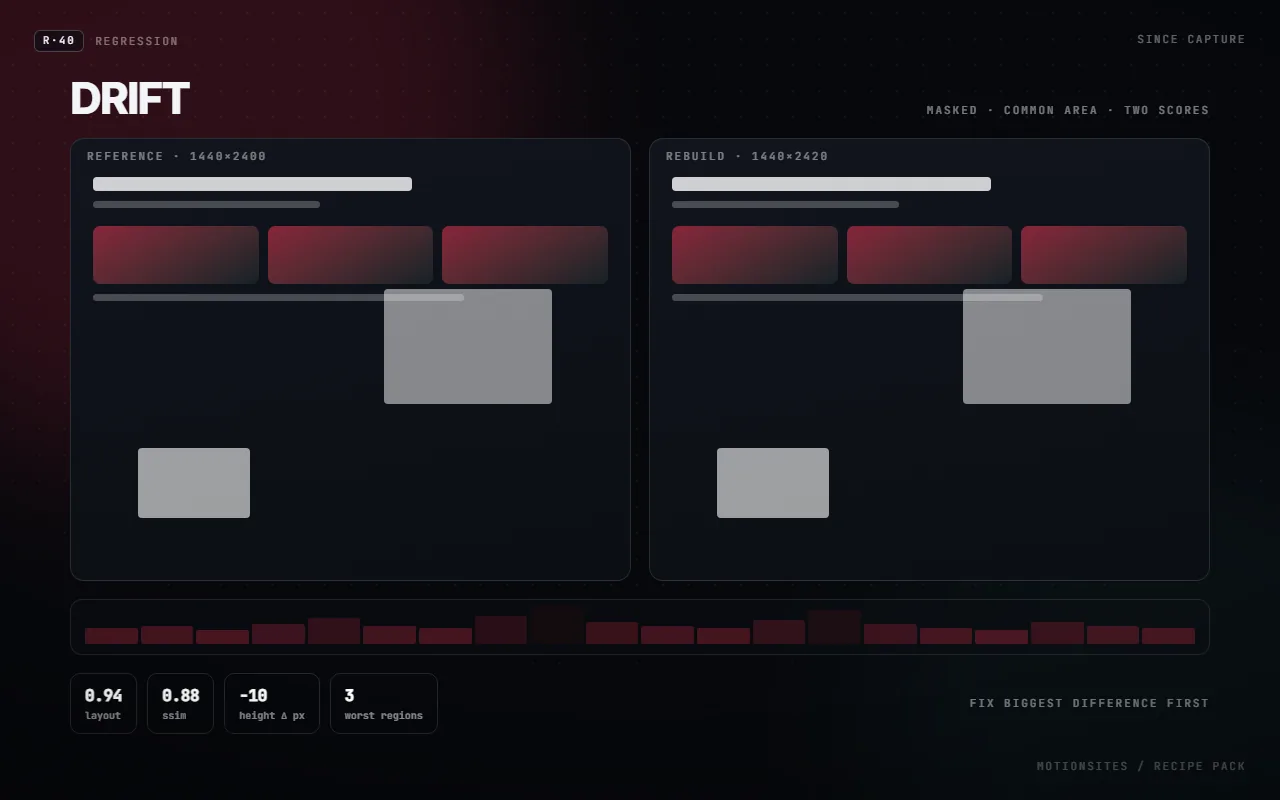 R·40 REGRESSION
SINCE CAPTURE
DRIFT
MASKED · COMMON AREA · TWO SCORES
REFERENCE · 1440×2400
REBUILD · 1440×2420
0.94
layout
0.88
ssim
-10
height Δ px
3
worst regions
FIX BIGGEST DIFFERENCE FIRST
MOTIONSITES / RECIPE PACK